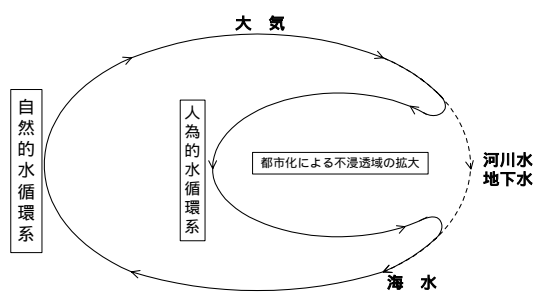 大 気
自然的水循環系
人為的水循環系
都市化による不浸透域の拡大
河川水
地下水
海 水